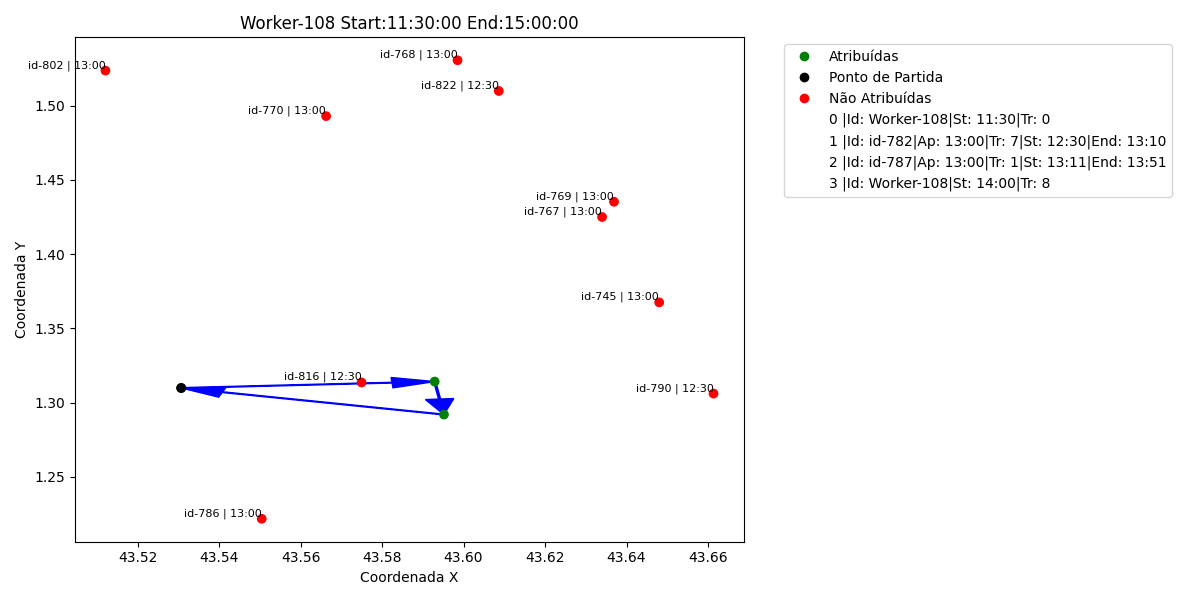 Worker-108 Start:11:30:00 End:15:00:00
Coordenada Y
1.50
1.45
1.40
1.35
1.30
1.25
id-802 | 13:00
id-768 | 13:00
id-822 | 12:30
id-770 | 13:00
id-769 | 13:00
id-767 | 13:00
id-745 | 13:00
id-816 | 12:30
id-790 | 12:30
id-786 | 13:00
43.52 43.54 43.56 43.58 43.60 43.62 43.64 43.66
Coordenada X
Atribuídas
Ponto de Partida
Não Atribuídas
0 |Id: Worker-108|St: 11:30|Tr: 0
1 |Id: id-782|Ap: 13:00|Tr: 7|St: 12:30|End: 13:10
2 |Id: id-787|Ap: 13:00|Tr: 1|St: 13:11|End: 13:51
3 |Id: Worker-108|St: 14:00|Tr: 8